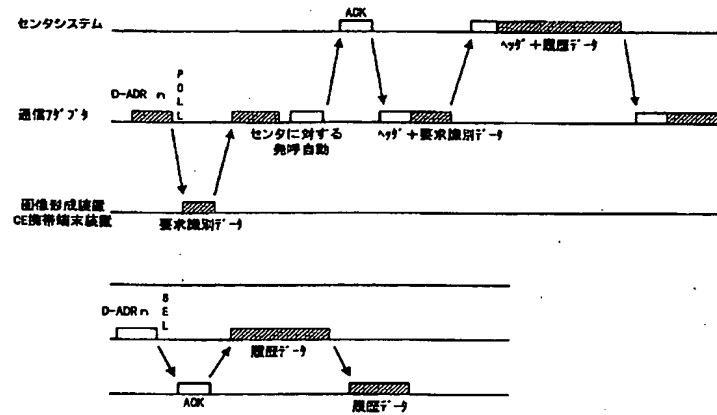 センタシステム
ACK
ヘッダ+履歴データ
D-ADR n
POLL
通信アダプタ
センタに対する
発呼自動
ヘッダ+要求識別データ
画像形成装置
CE携帯端末装置
要求識別データ
D-ADR n
SEL
履歴データ
ACK
履歴データ